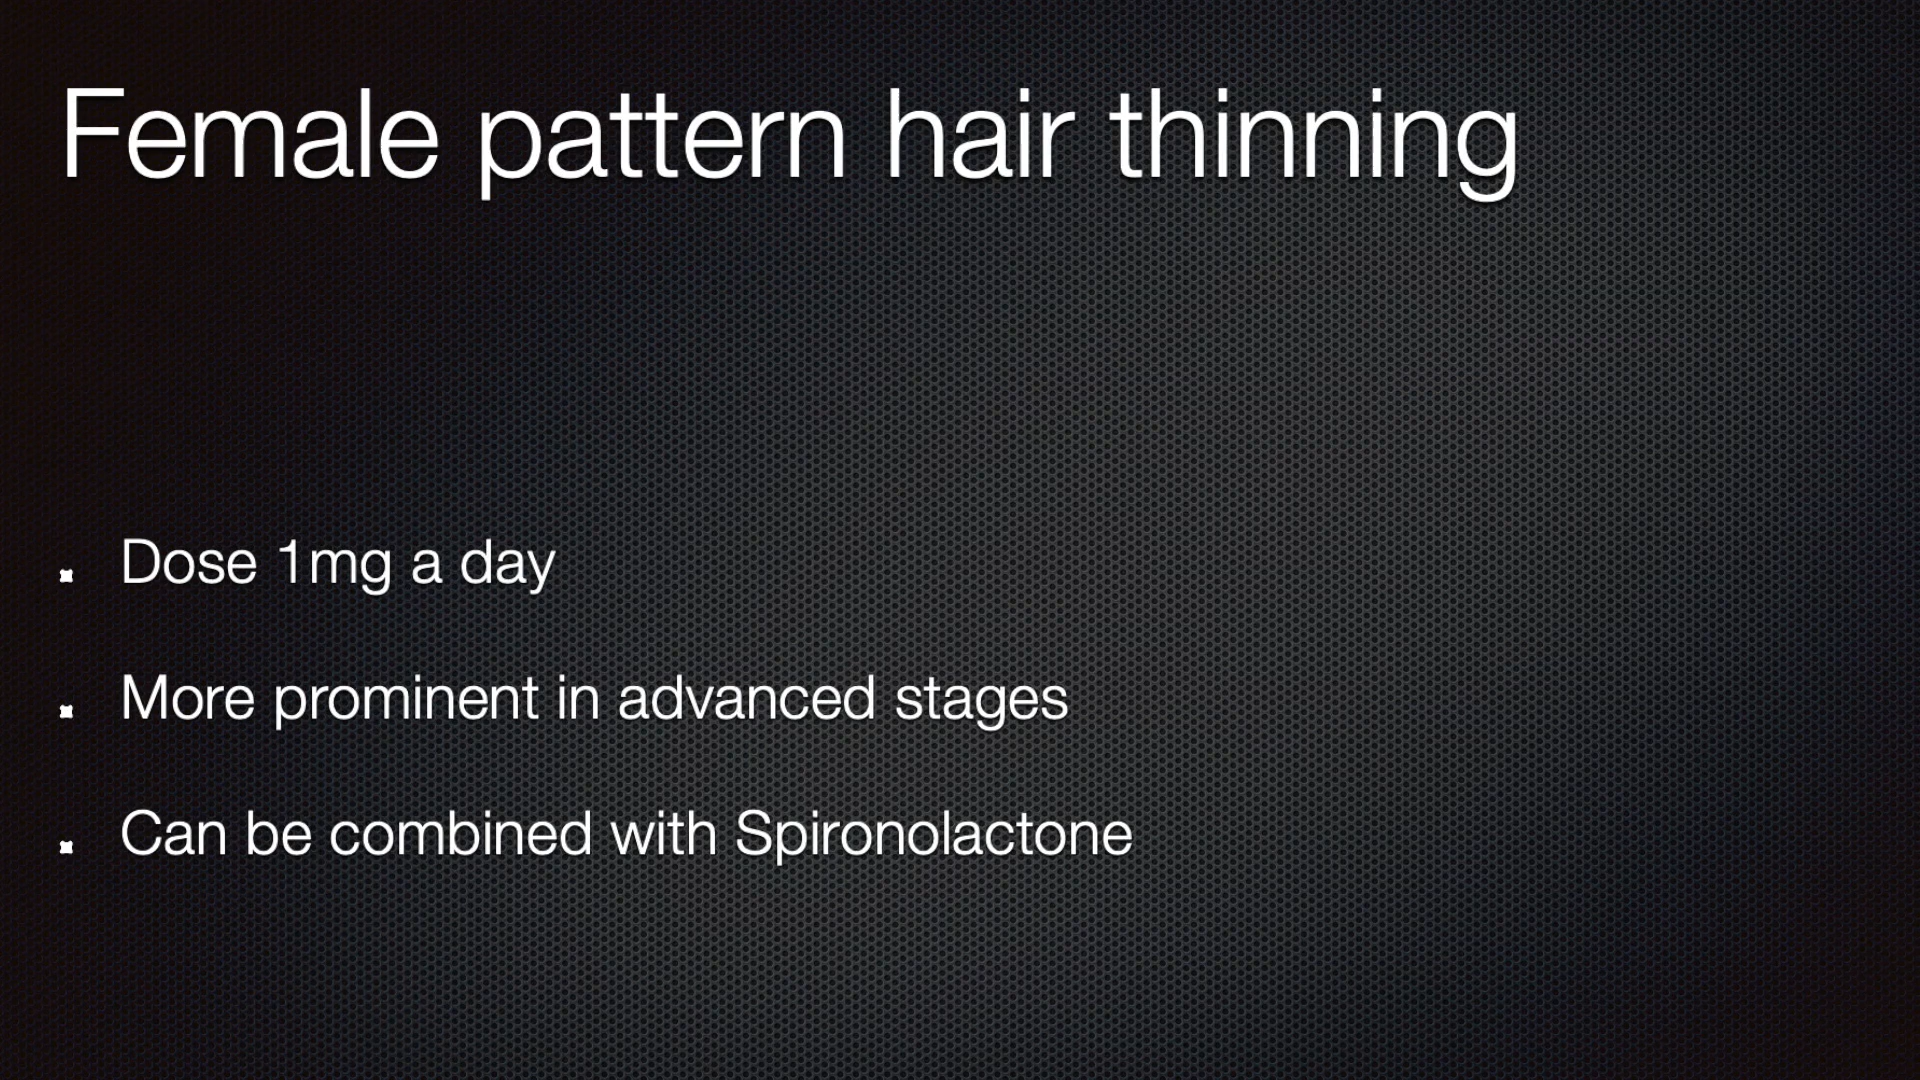 Female pattern hair thinning
Dose 1mg a day
More prominent in advanced stages
Can be combined with Spironolactone